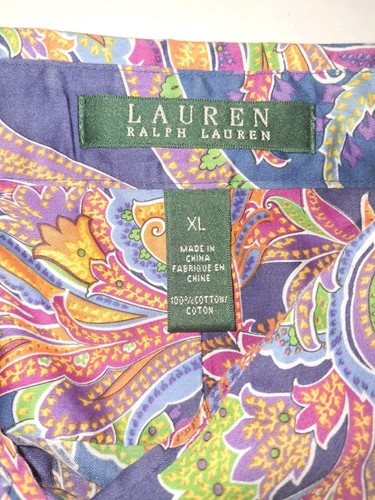 LAUREN
RALPH LAUREN
XL
MADE IN
CHINA
FABRIQUE EN
CHINE
100% COTTON/
COTON